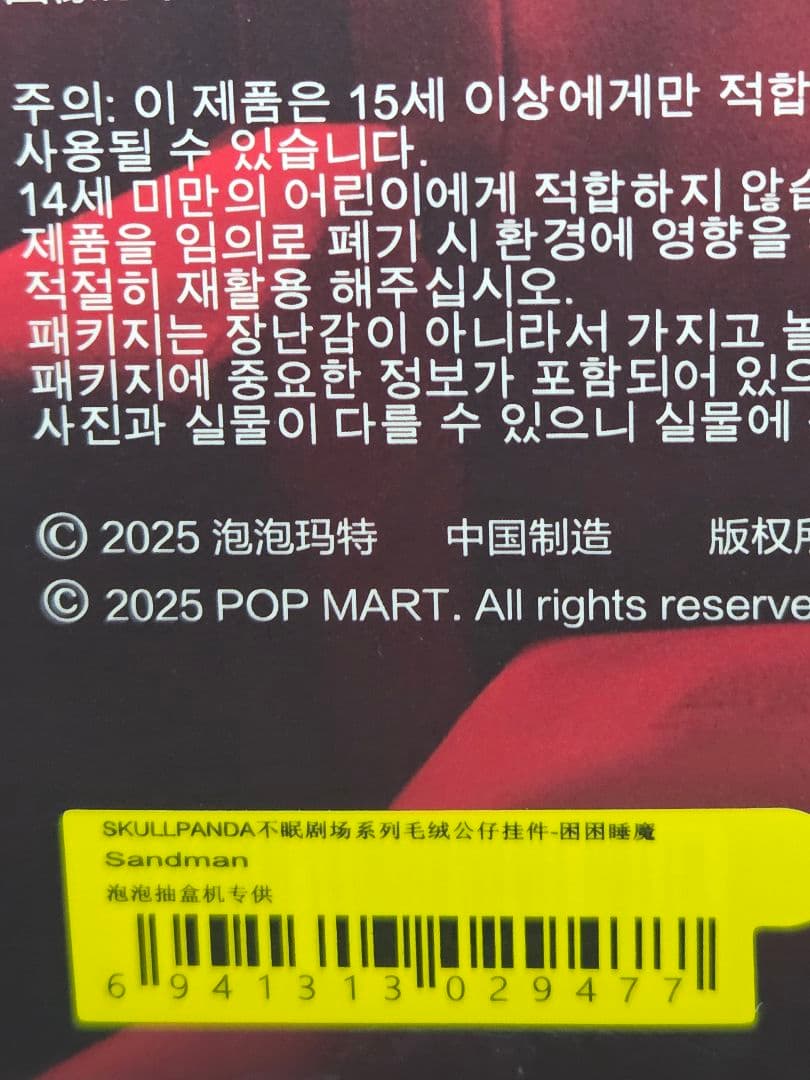 주의: 이 제품은 15세 이상에게만 적합
사용될 수 있습니다.
14세 미만의 어린이에게 적합하지
제품을 임의로 폐기 시 환경에 영향을
적절히 재활용 해주십시오.
패키지는 장난감이 아니라서 가지고
패키지에 중요한 정보가 포함되어
사진과 실물이 다를 수 있으니 실물에
© 2025 泡泡玛特 中国制造 版权
© 2025 POP MART. All rights reserve
SKULLPANDA不眠剧场系列毛绒公仔挂件-困困睡魔
Sandman
泡泡抽盒机专供
6 941313 029477